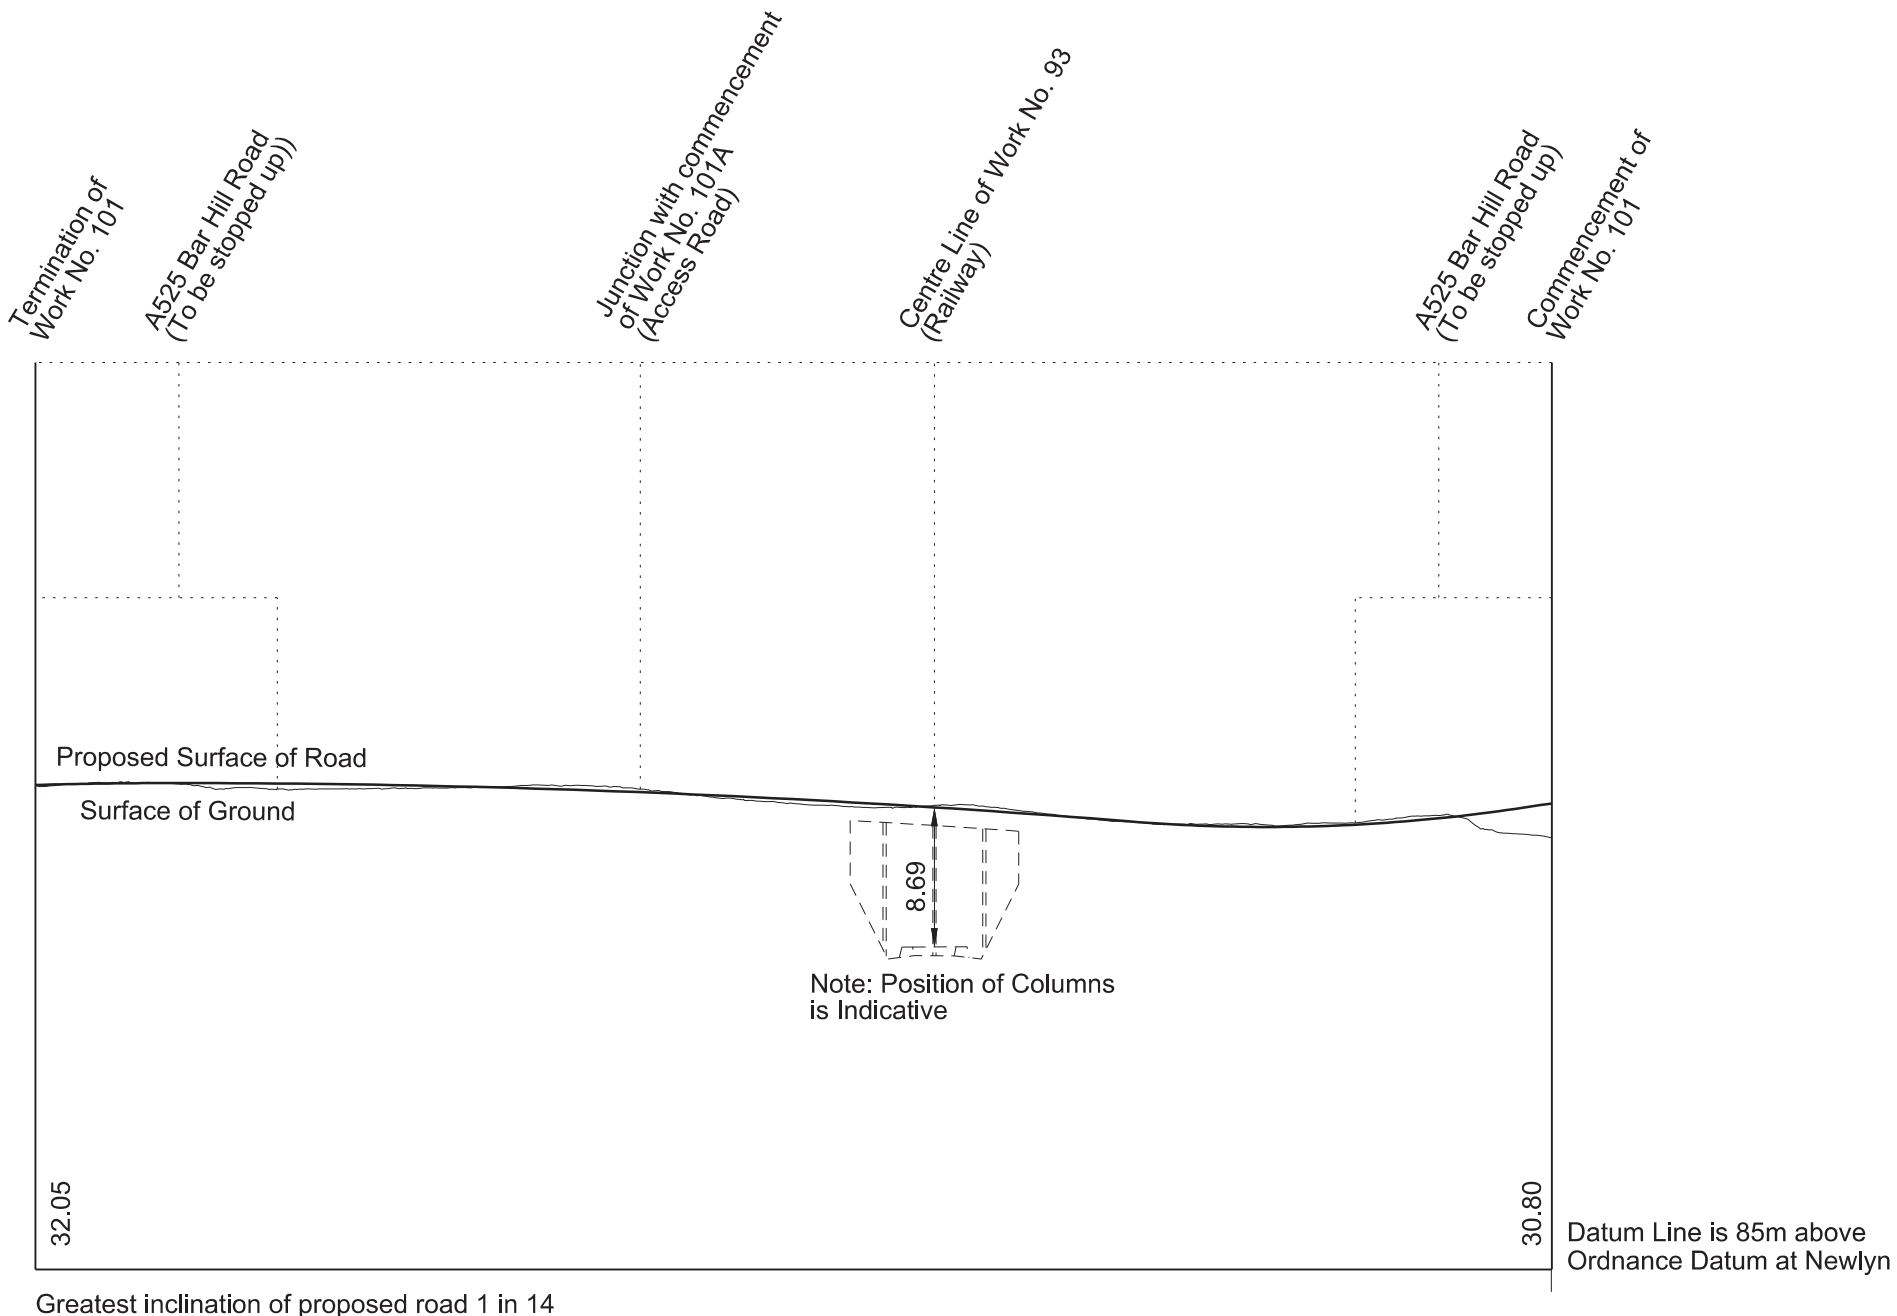 Termination of
Work No. 101
A525 Bar Hill Road
(To be stopped up))
Junction with commencement
of Work No. 101A
(Access Road)
Centre Line of Work No. 93
(Railway)
A525 Bar Hill Road
(To be stopped up)
Commencement of
Work No. 101
Proposed Surface of Road
Surface of Ground
8.69
Note: Position of Columns
is Indicative
32.05
30.80
Datum Line is 85m above
Ordnance Datum at Newlyn
Greatest inclination of proposed road 1 in 14